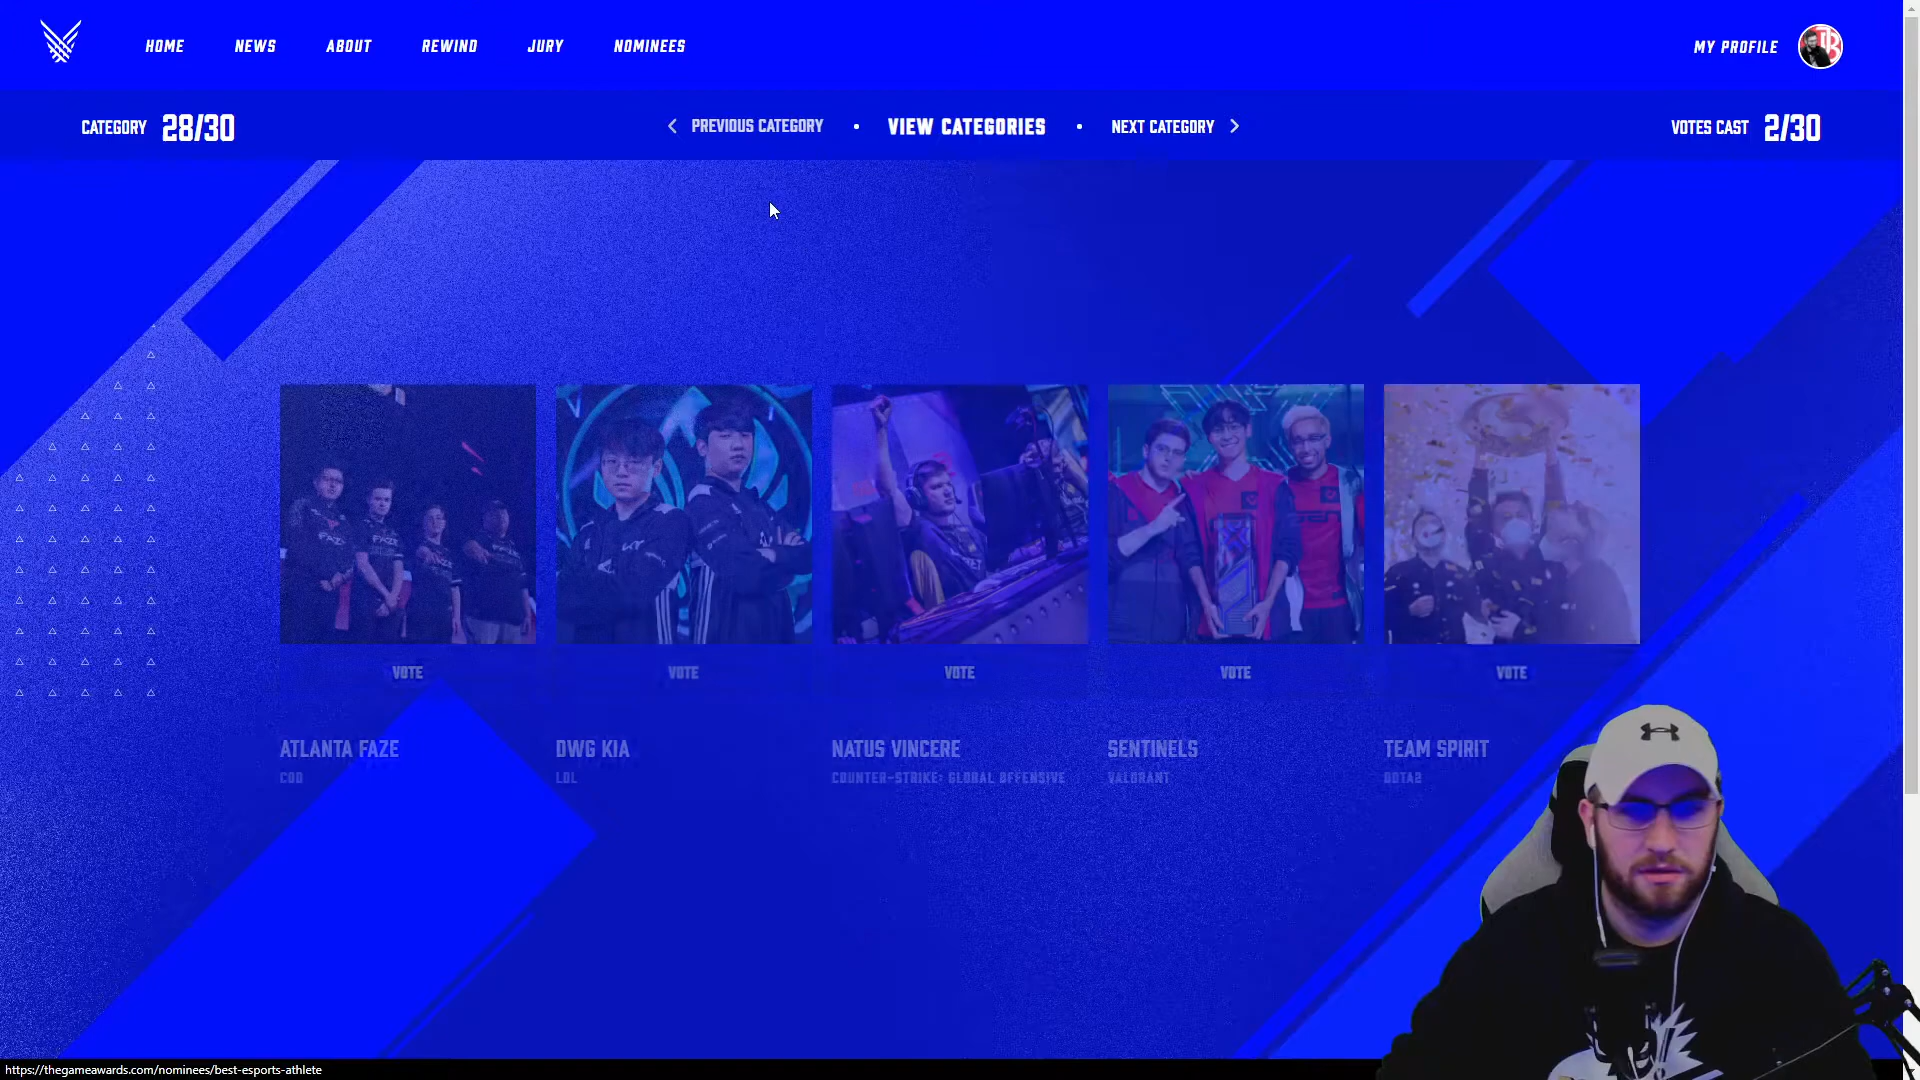 HOME NEWS ABOUT REWIND JURY NOMINEES MY PROFILE
CATEGORY 28/30 PREVIOUS CATEGORY • VIEW CATEGORIES • NEXT CATEGORY VOTES CAST 2/30
VOTE VOTE VOTE VOTE VOTE
ATLANTA FAZE DWG KIA NATUS VINCERE SENTINELS TEAM SPIRIT
COD LOL COUNTER-STRIKE: GLOBAL OFFENSIVE VALORANT DOTA2
https://thegameawards.com/nominees/best-esports-athlete